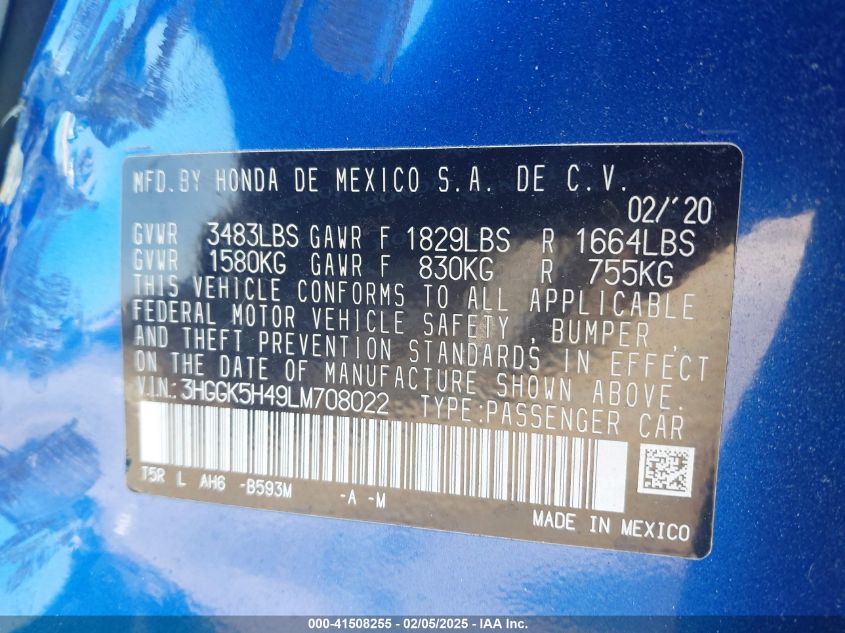 MFD.BY HONDA DE MEXICO S.A. DE C.V.
02/'20
GVWR 3483LBS GAWR F 1829LBS R 1664LBS
GVWR 1580KG GAWR F 830KG R 755KG
THIS VEHICLE CONFORMS TO ALL APPLICABLE
FEDERAL MOTOR VEHICLE SAFETY, BUMPER,
AND THEFT PREVENTION STANDARDS IN EFFECT
ON THE DATE OF MANUFACTURE SHOWN ABOVE.
V.I.N.: 3HGGK5H49LM708022 TYPE:PASSENGER CAR
T5R L AH6 -B593M -A -M
MADE IN MEXICO
000-41508255 - 02/05/2025 - IAA Inc.